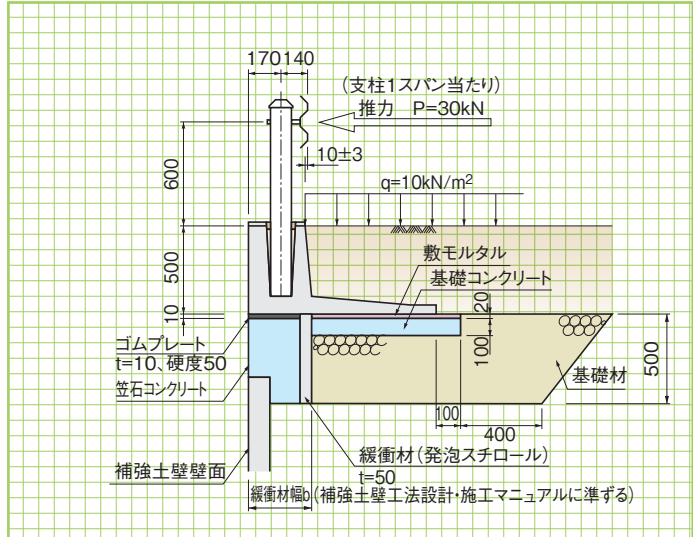 170
140
(支柱1スパン当たり)
推力 P=30kN
10±3
q=10kN/m²
600
500
敷モルタル
基礎コンクリート
10
20
100
ゴムプレート
t=10、硬度50
笠石コンクリート
500
基礎材
100
400
補強土壁壁面
緩衝材(発泡スチロール)
t=50
緩衝材幅b(補強土壁工法設計・施工マニュアルに準ずる)